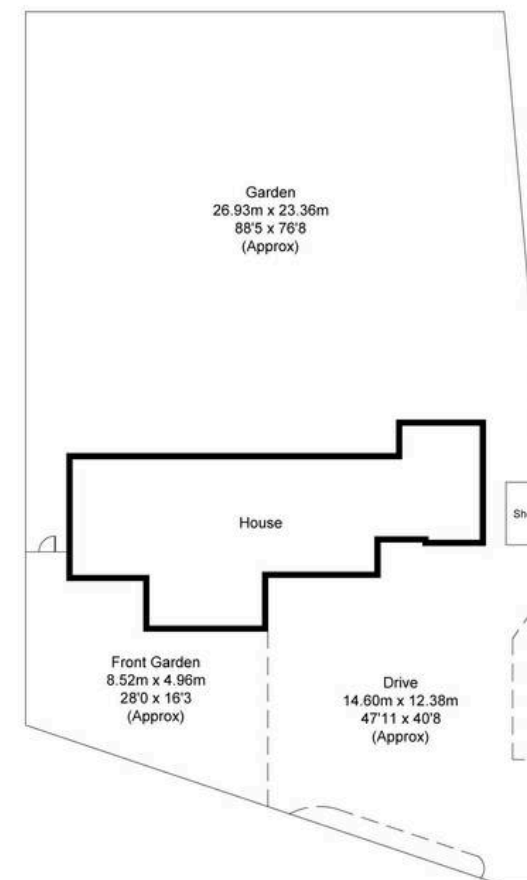 Garden
26.93m x 23.36m
88'5 x 76'8
(Approx)
House
Sh
Front Garden
8.52m x 4.96m
28'0 x 16'3
(Approx)
Drive
14.60m x 12.38m
47'11 x 40'8
(Approx)